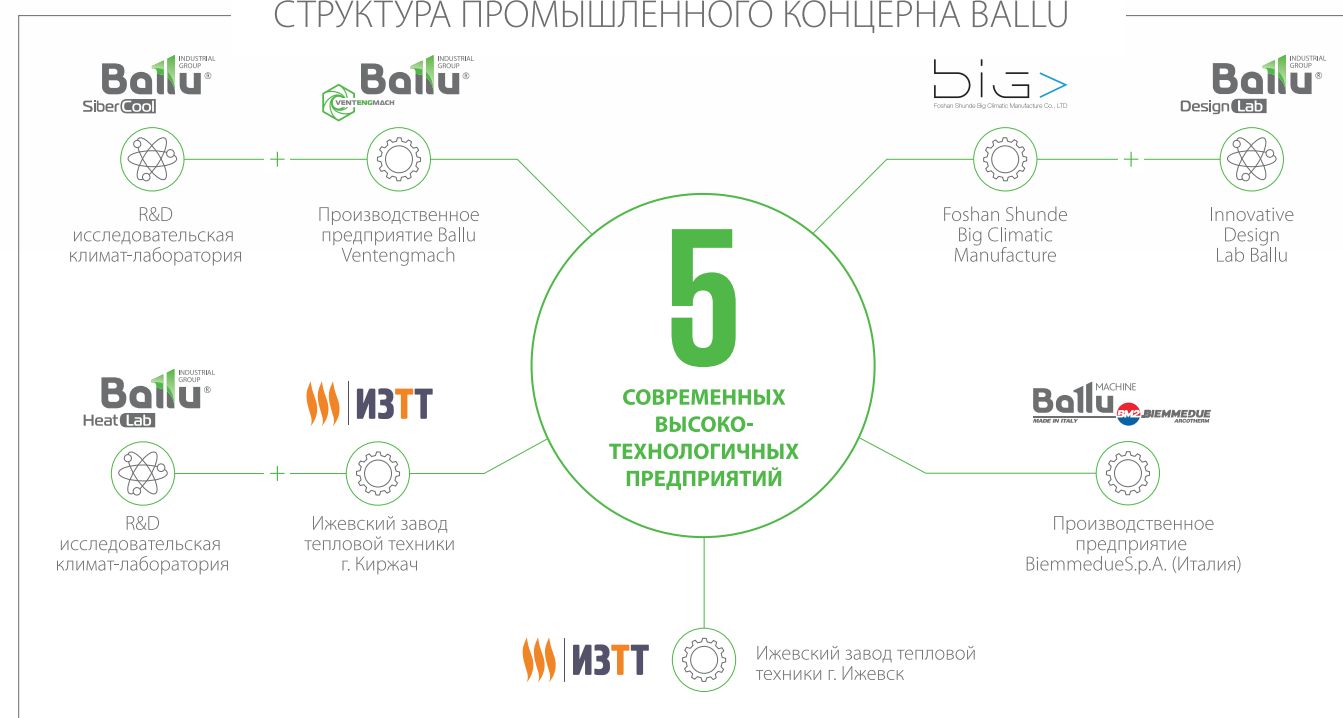 СТРУКТУРА ПРОМЫШЛЕННОГО КОНЦЕРНА BALLU
Ballu® INDUSTRIAL GROUP
SiberCool
R&D
исследовательская
климат-лаборатория
+
Ballu® INDUSTRIAL GROUP
VENTENGMACH
Производственное
предприятие Ballu
Ventengmach
big>
Foshan Shunde Big Climatic Manufacture Co., LTD
Foshan Shunde
Big Climatic
Manufacture
+
Ballu® INDUSTRIAL GROUP
Design Lab
Innovative
Design
Lab Ballu
5
СОВРЕМЕННЫХ
ВЫСОКО-
ТЕХНОЛОГИЧНЫХ
ПРЕДПРИЯТИЙ
Ballu® INDUSTRIAL GROUP
Heat Lab
R&D
исследовательская
климат-лаборатория
+
ИЗТТ
Ижевский завод
тепловой техники
г. Киржач
Ballu MACHINE
MADE IN ITALY
BM2 BIEMMEDUE
ARCOTHERM
Производственное
предприятие
BiemmedueS.p.A. (Италия)
ИЗТТ
Ижевский завод тепловой
техники г. Ижевск